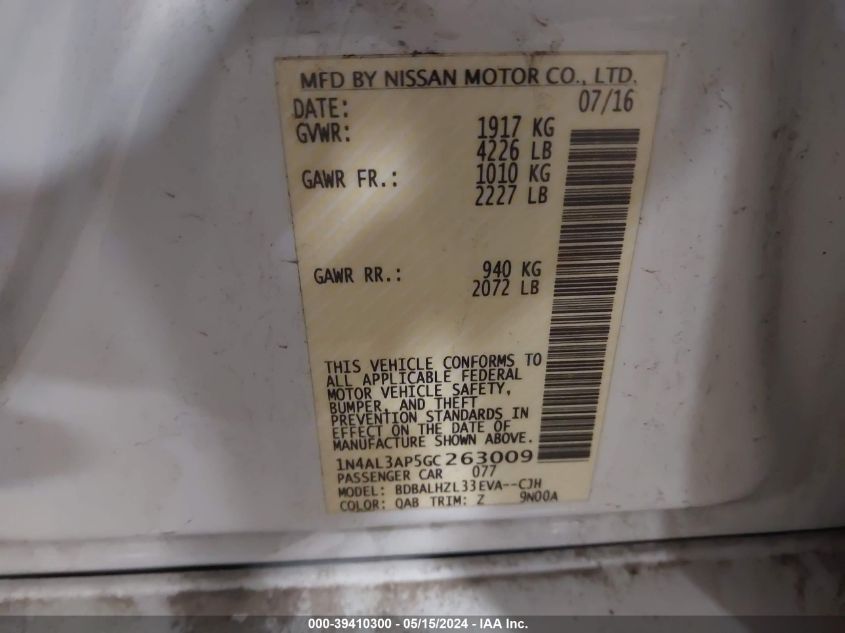 MFD BY NISSAN MOTOR CO., LTD.
DATE: 07/16
GVWR: 1917 KG
4226 LB
GAWR FR.: 1010 KG
2227 LB
GAWR RR.: 940 KG
2072 LB
THIS VEHICLE CONFORMS TO
ALL APPLICABLE FEDERAL
MOTOR VEHICLE SAFETY,
BUMPER, AND THEFT
PREVENTION STANDARDS IN
EFFECT ON THE DATE OF
MANUFACTURE SHOWN ABOVE.
1N4AL3AP5GC263009
PASSENGER CAR 077
MODEL: BDBALHZL33EVA--CJH
COLOR: QAB TRIM: Z 9N00A
000-39410300 - 05/15/2024 - IAA Inc.